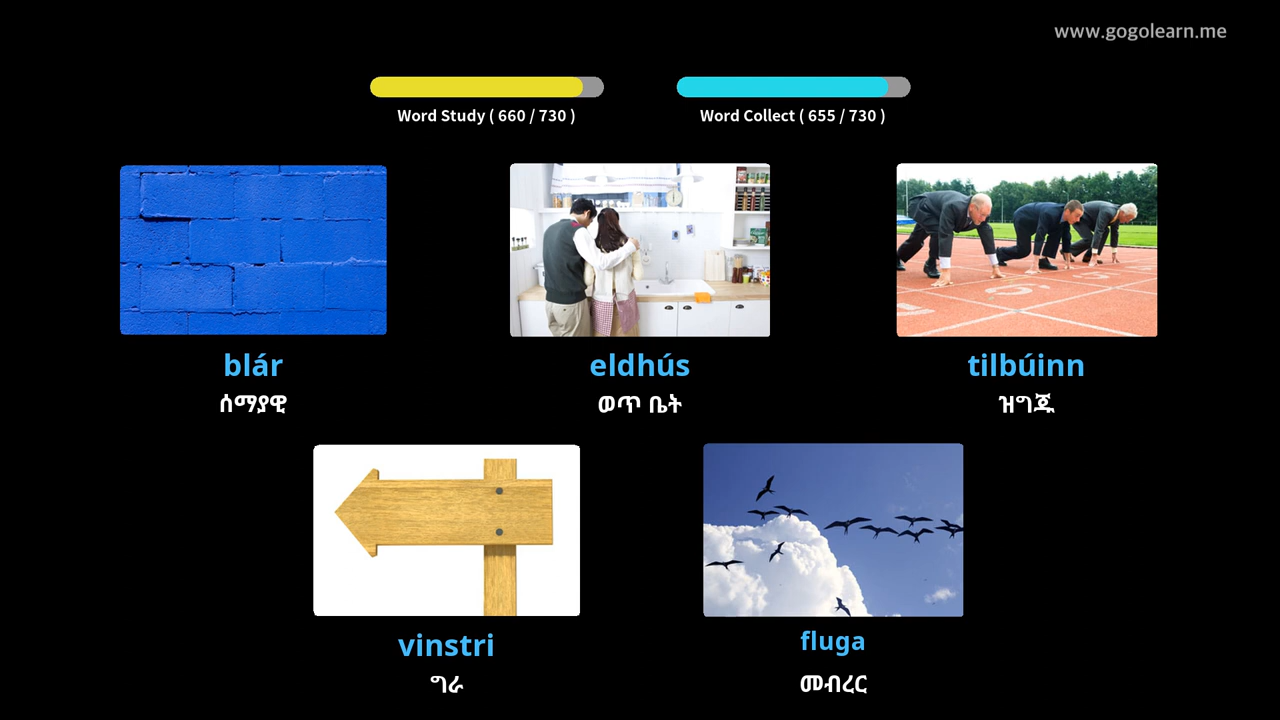 www.gogolearn.me
Word Study ( 660 / 730 )
Word Collect ( 655 / 730 )
blár
ሰማያዊ
eldhús
ወጥ ቤት
tilbúinn
ዝግጁ
vinstri
ግራ
fluga
መብረር